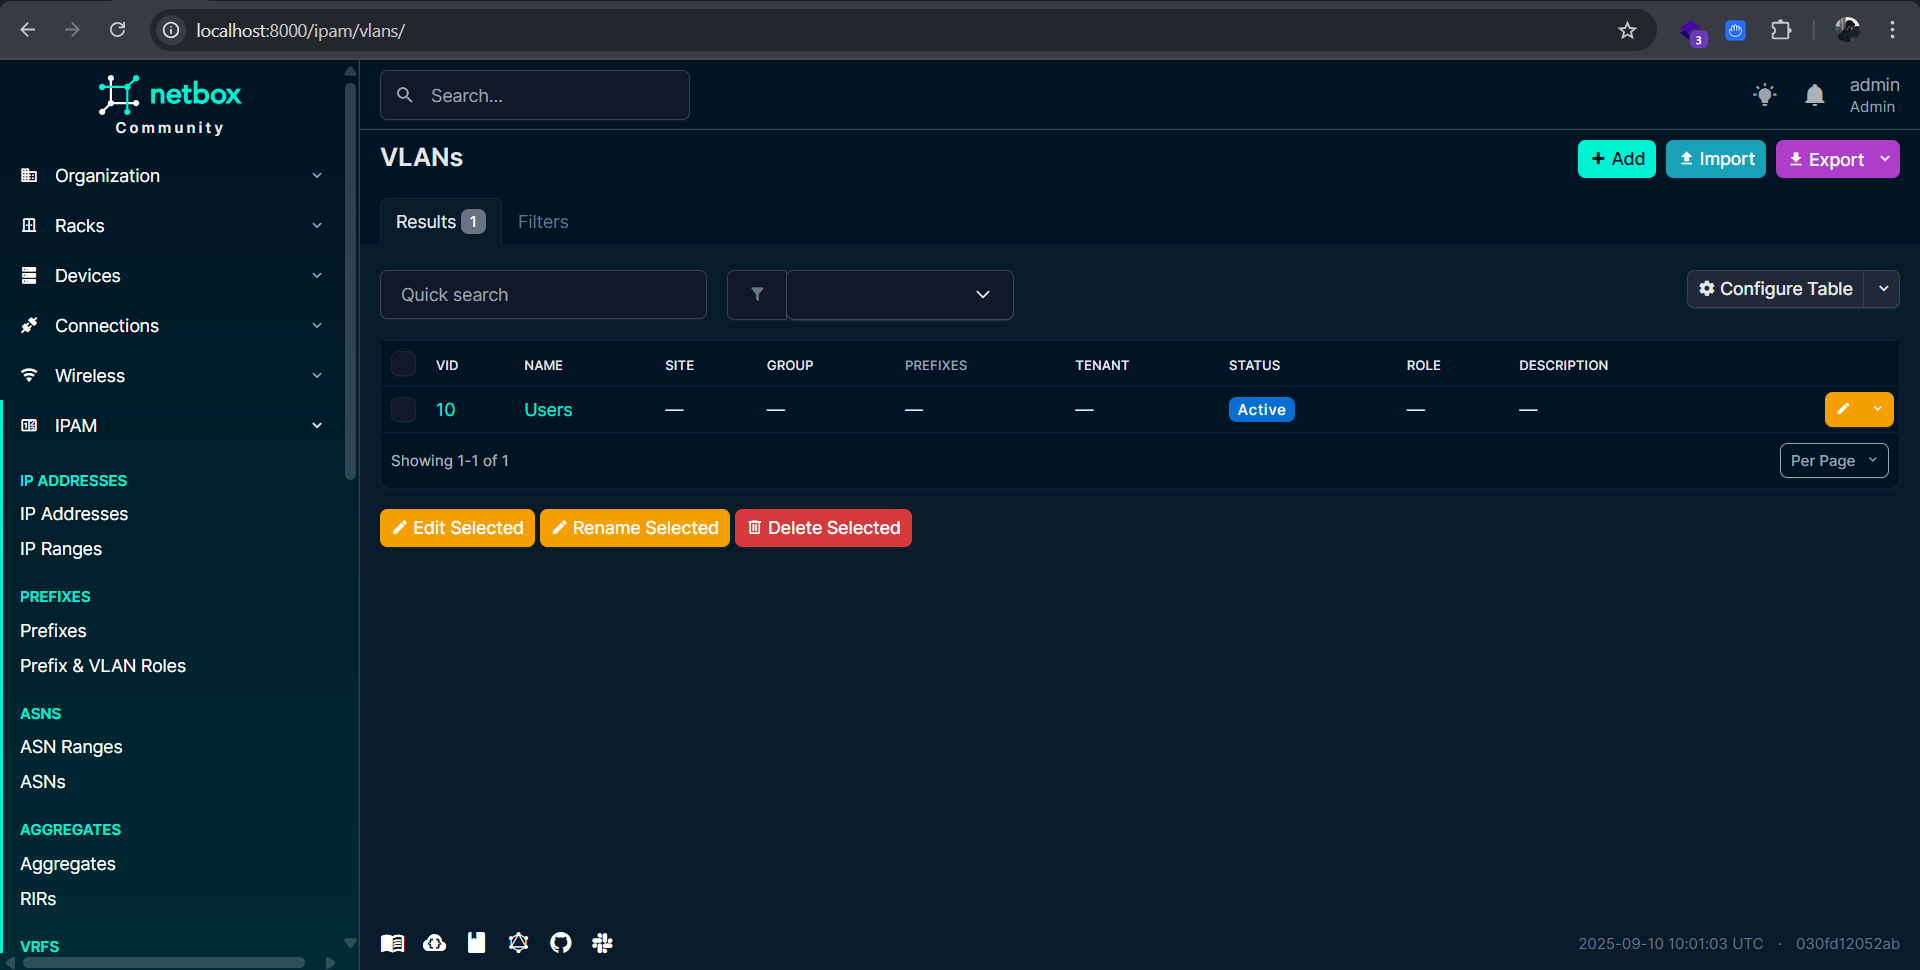 localhost:8000/ipam/vlans/
3
netbox
Community
Search...
admin
Admin
Organization
Racks
Devices
Connections
Wireless
IPAM
IP ADDRESSES
IP Addresses
IP Ranges
PREFIXES
Prefixes
Prefix & VLAN Roles
ASNS
ASN Ranges
ASNs
AGGREGATES
Aggregates
RIRs
VRFS
VLANs
+ Add
Import
Export
Results 1
Filters
Quick search
Configure Table
VID NAME SITE GROUP PREFIXES TENANT STATUS ROLE DESCRIPTION
10 Users — — — — Active — —
Showing 1-1 of 1
Per Page
Edit Selected
Rename Selected
Delete Selected
2025-09-10 10:01:03 UTC · 030fd12052ab